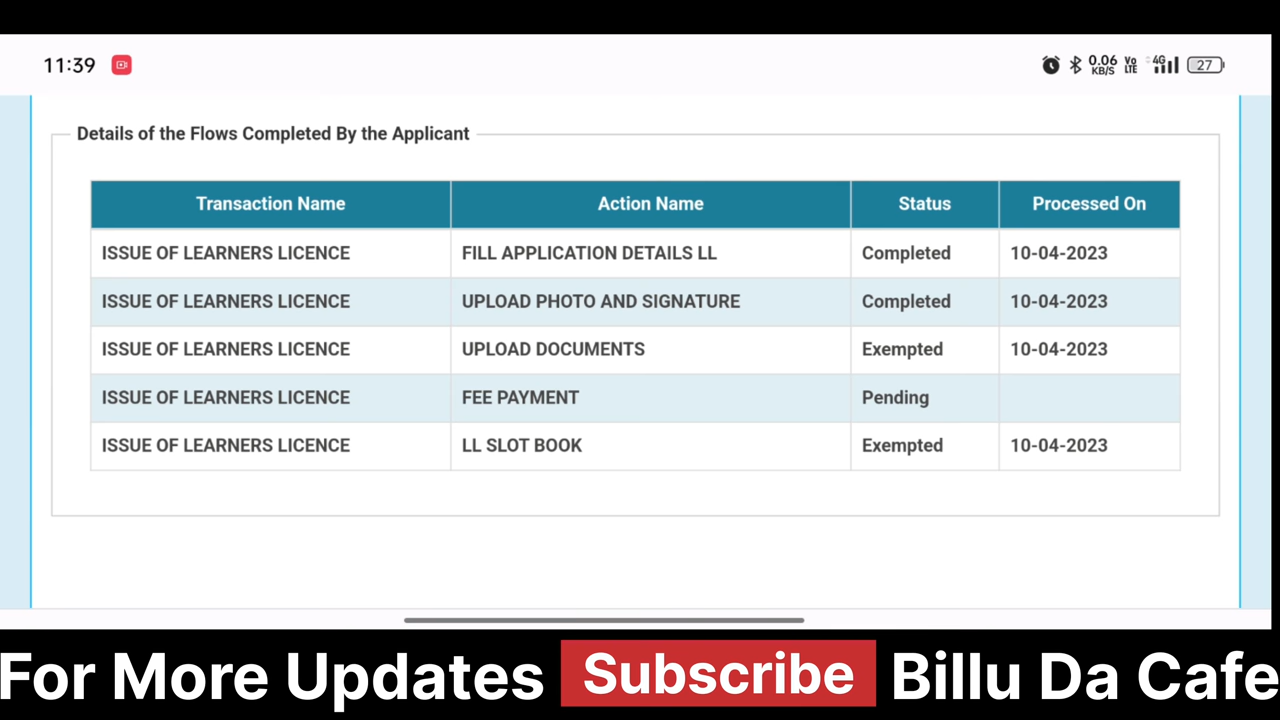 11:39 0.06 KB/S Vo LTE 4G 27
Details of the Flows Completed By the Applicant
Transaction Name Action Name Status Processed On
ISSUE OF LEARNERS LICENCE FILL APPLICATION DETAILS LL Completed 10-04-2023
ISSUE OF LEARNERS LICENCE UPLOAD PHOTO AND SIGNATURE Completed 10-04-2023
ISSUE OF LEARNERS LICENCE UPLOAD DOCUMENTS Exempted 10-04-2023
ISSUE OF LEARNERS LICENCE FEE PAYMENT Pending
ISSUE OF LEARNERS LICENCE LL SLOT BOOK Exempted 10-04-2023
For More Updates Subscribe Billu Da Cafe